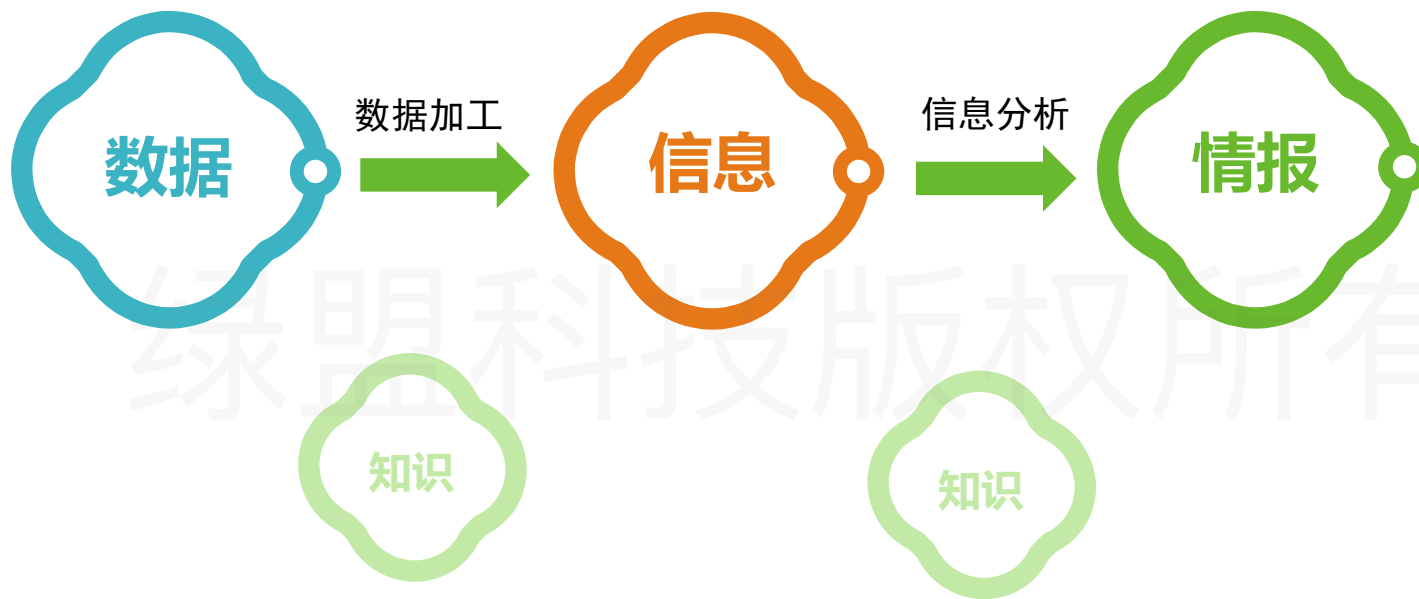 数据加工
信息分析
数据
信息
情报
绿盟科技版权所有
知识
知识